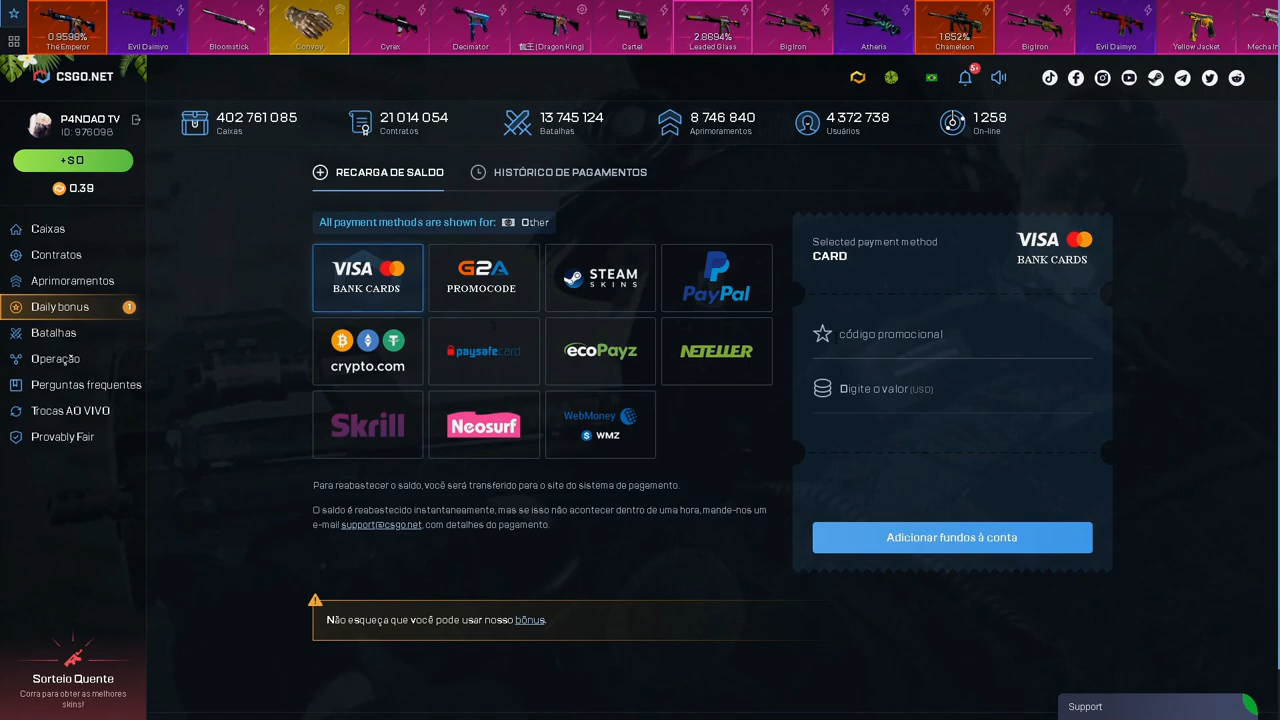 0.9598%
The Emperor
Evil Daimyo
Bloomstick
Convoy
Cyrex
Decimator
龍王 (Dragon King)
Cartel
2.8694%
Leaded Glass
Big Iron
Atheris
1.652%
Chameleon
Big Iron
Evil Daimyo
Yellow Jacket
Mecha In
CSGO.NET
5+
P4NDAO TV
ID: 976098
+$0
0.39
402 761 085
Caixas
21 014 054
Contratos
13 745 124
Batalhas
8 746 840
Aprimoramentos
4 372 738
Usuários
1 258
On-line
Caixas
Contratos
Aprimoramentos
Daily bonus 1
Batalhas
Operação
Perguntas frequentes
Trocas AO VIVO
Provably Fair
Sorteio Quente
Corra para obter as melhores
skins!
RECARGA DE SALDO
HISTÓRICO DE PAGAMENTOS
All payment methods are shown for: Other
VISA
BANK CARDS
G2A
PROMOCODE
STEAM
SKINS
PayPal
crypto.com
paysafecard
ecoPayz
NETELLER
Skrill
Neosurf
WebMoney
WMZ
Para reabastecer o saldo, você será transferido para o site do sistema de pagamento.
O saldo é reabastecido instantaneamente, mas se isso não acontecer dentro de uma hora, mande-nos um
e-mail support@csgo.net, com detalhes do pagamento.
Não esqueça que você pode usar nosso bônus.
Selected payment method
CARD
VISA
BANK CARDS
código promocional
Digite o valor (USD)
Adicionar fundos à conta
Support